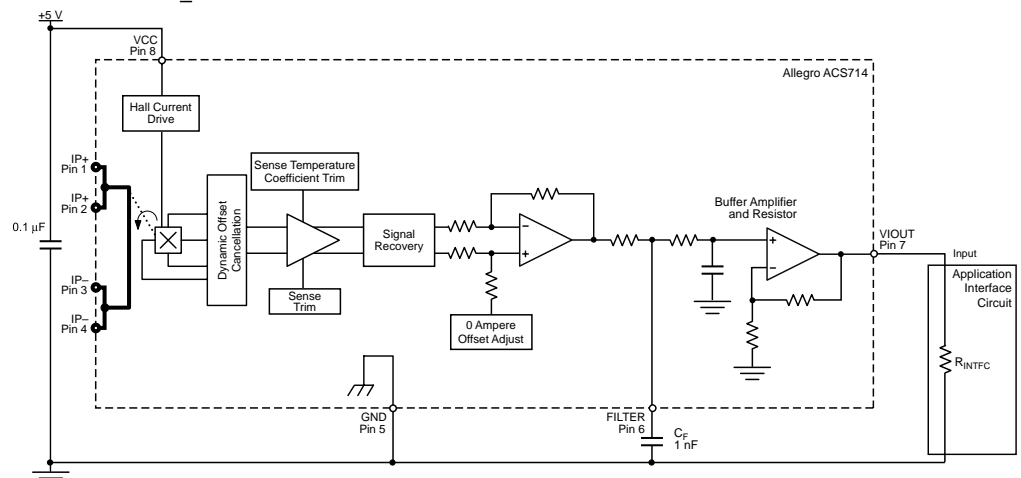 +5 V
VCC
Pin 8
Allegro ACS714
Hall Current
Drive
IP+
Pin 1
IP+
Pin 2
IP–
Pin 3
IP–
Pin 4
0.1 µF
Dynamic Offset
Cancellation
Sense Temperature
Coefficient Trim
Sense
Trim
Signal
Recovery
0 Ampere
Offset Adjust
Buffer Amplifier
and Resistor
VIOUT
Pin 7
Input
Application
Interface
Circuit
RINTFC
GND
Pin 5
FILTER
Pin 6
CF
1 nF